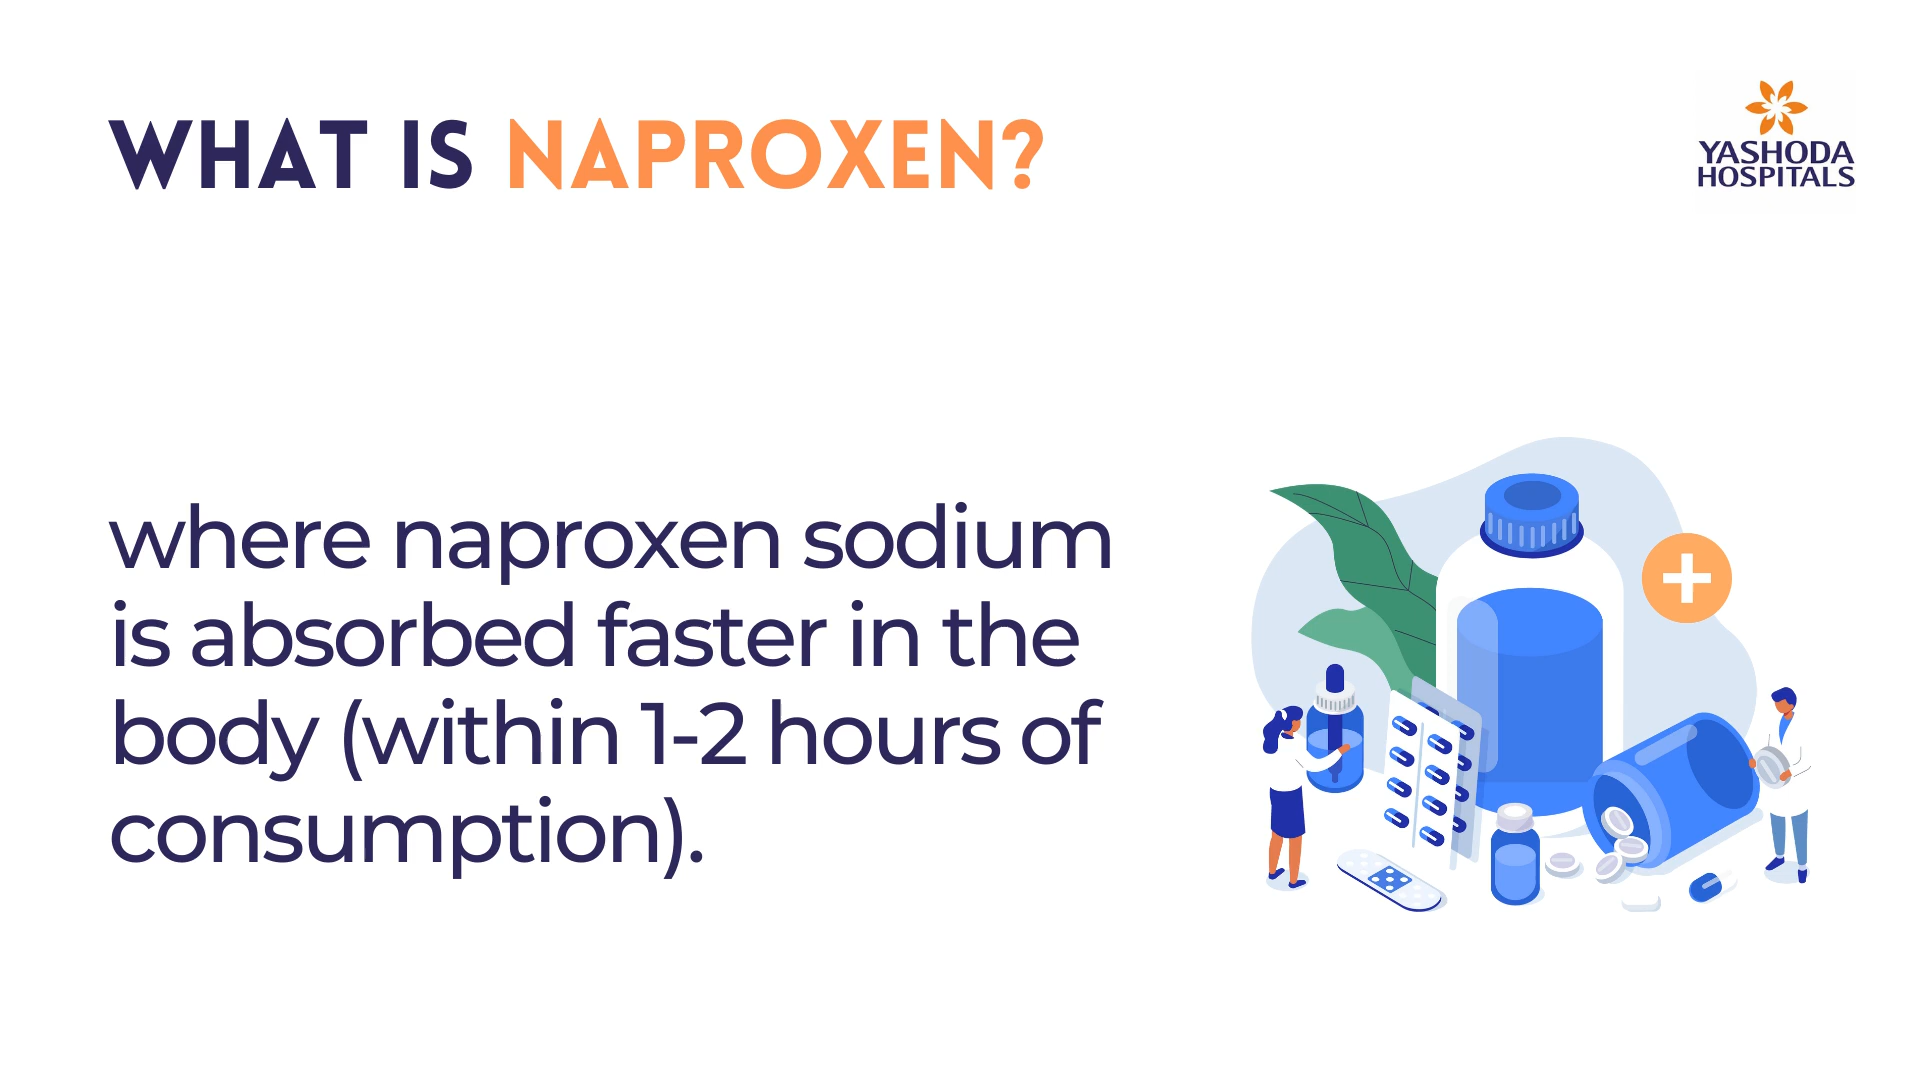 WHAT IS NAPROXEN?
YASHODA
HOSPITALS
where naproxen sodium
is absorbed faster in the
body (within 1-2 hours of
consumption).